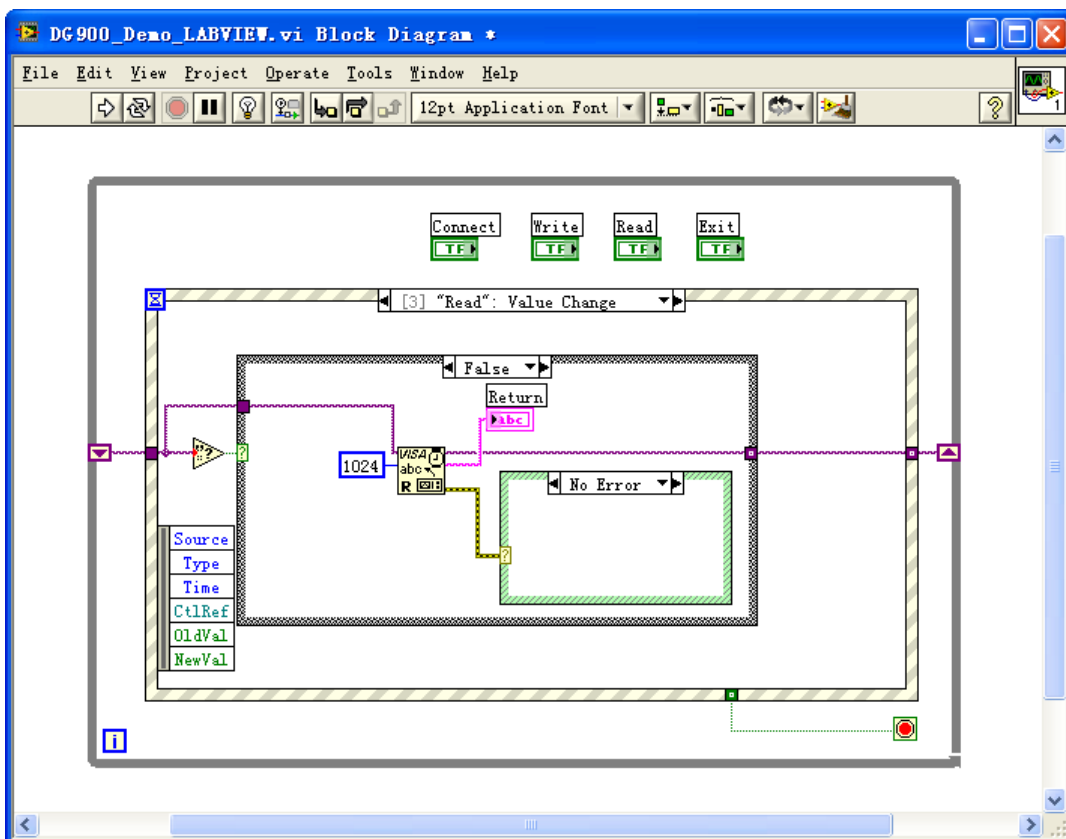 DG900_Demo_LABVIEW.vi Block Diagram *
File Edit View Project Operate Tools Window Help
12pt Application Font
?
1
Connect Write Read Exit
TF TF TF TF
[3] "Read": Value Change
False
Return
abc
?
?
1024
VISA
abc
R
No Error
?
Source
Type
Time
CtlRef
OldVal
NewVal
i